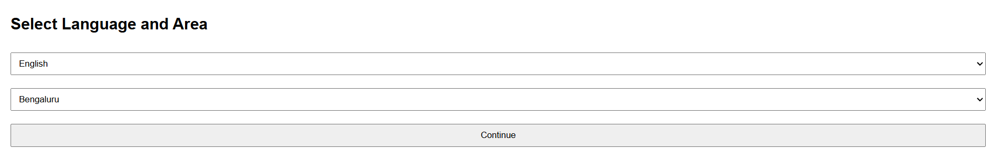 Select Language and Area
English
Bengaluru
Continue